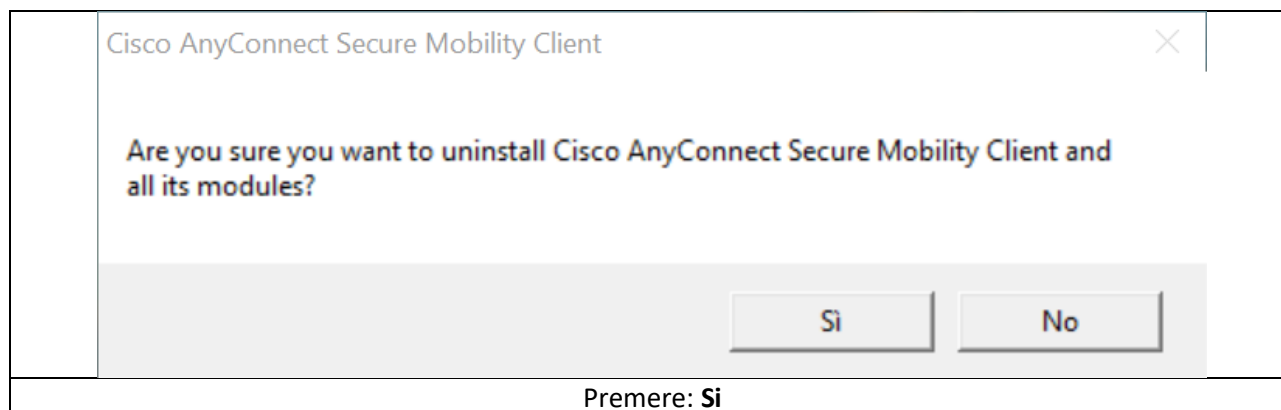 Cisco AnyConnect Secure Mobility Client
Are you sure you want to uninstall Cisco AnyConnect Secure Mobility Client and
all its modules?
Sì
No
Premere: Si